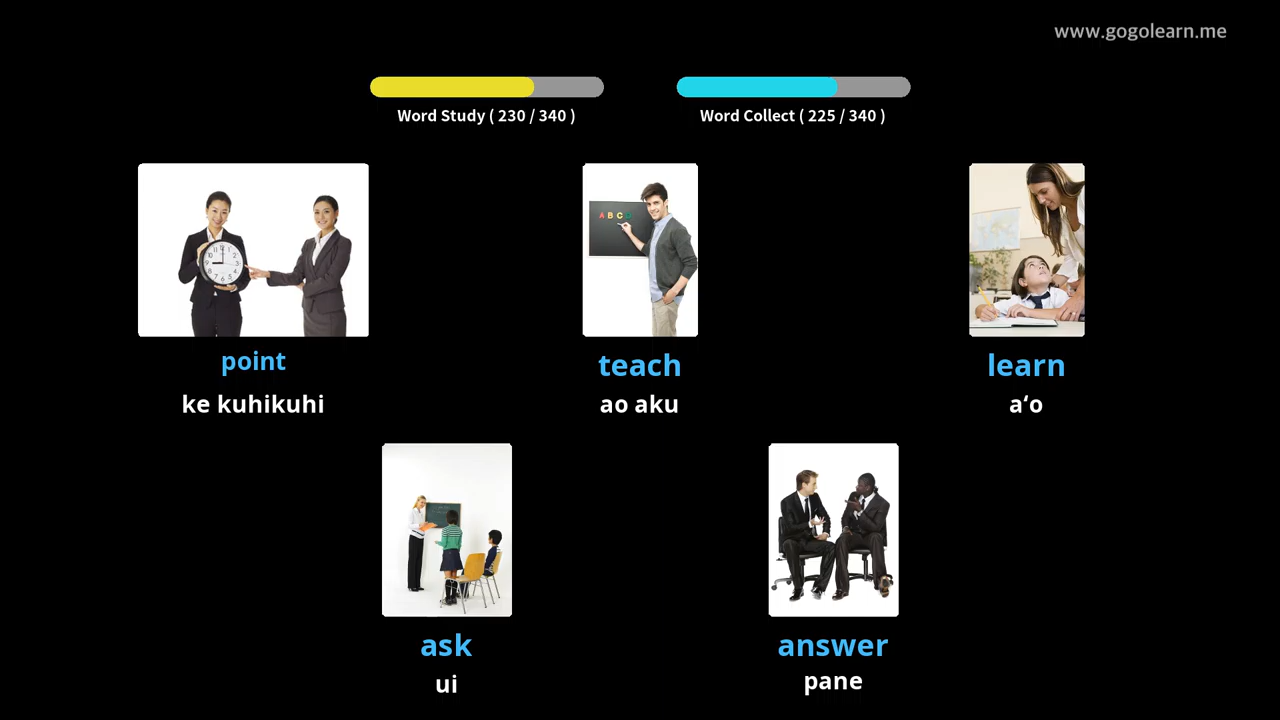 www.gogolearn.me
Word Study ( 230 / 340 )
Word Collect ( 225 / 340 )
A B C D
point
teach
learn
ke kuhikuhi
ao aku
aʻo
ask
answer
ui
pane